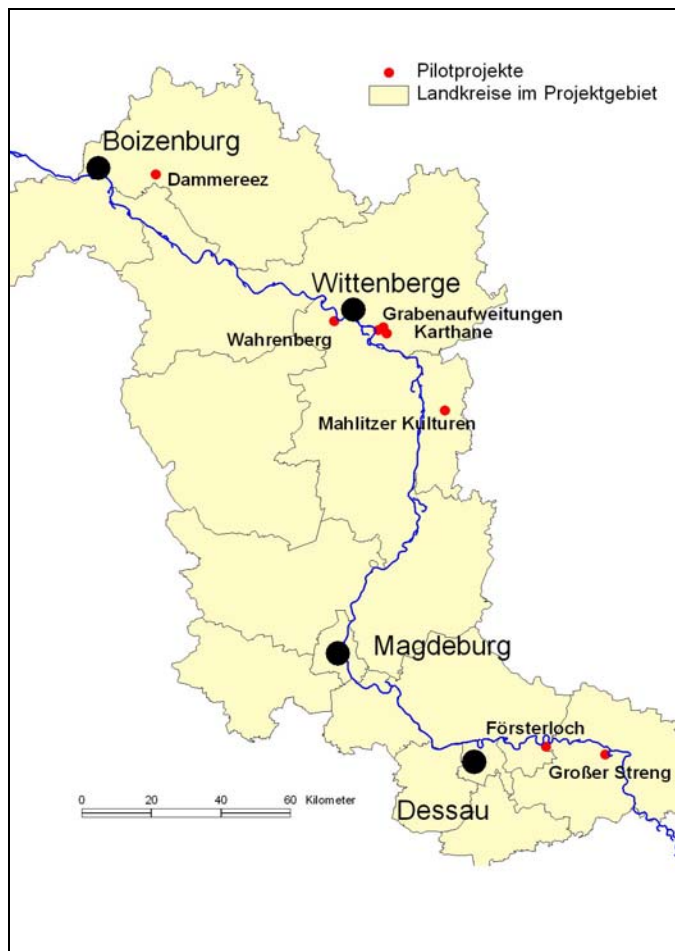 Pilotprojekte
Landkreise im Projektgebiet
Boizenburg
Dammereez
Wittenberge
Grabenaufweitungen
Wahrenberg
Karthane
Mahlitzer Kulturen
Magdeburg
Försterloch
Großer Streng
Dessau
0 20 40 60 Kilometer